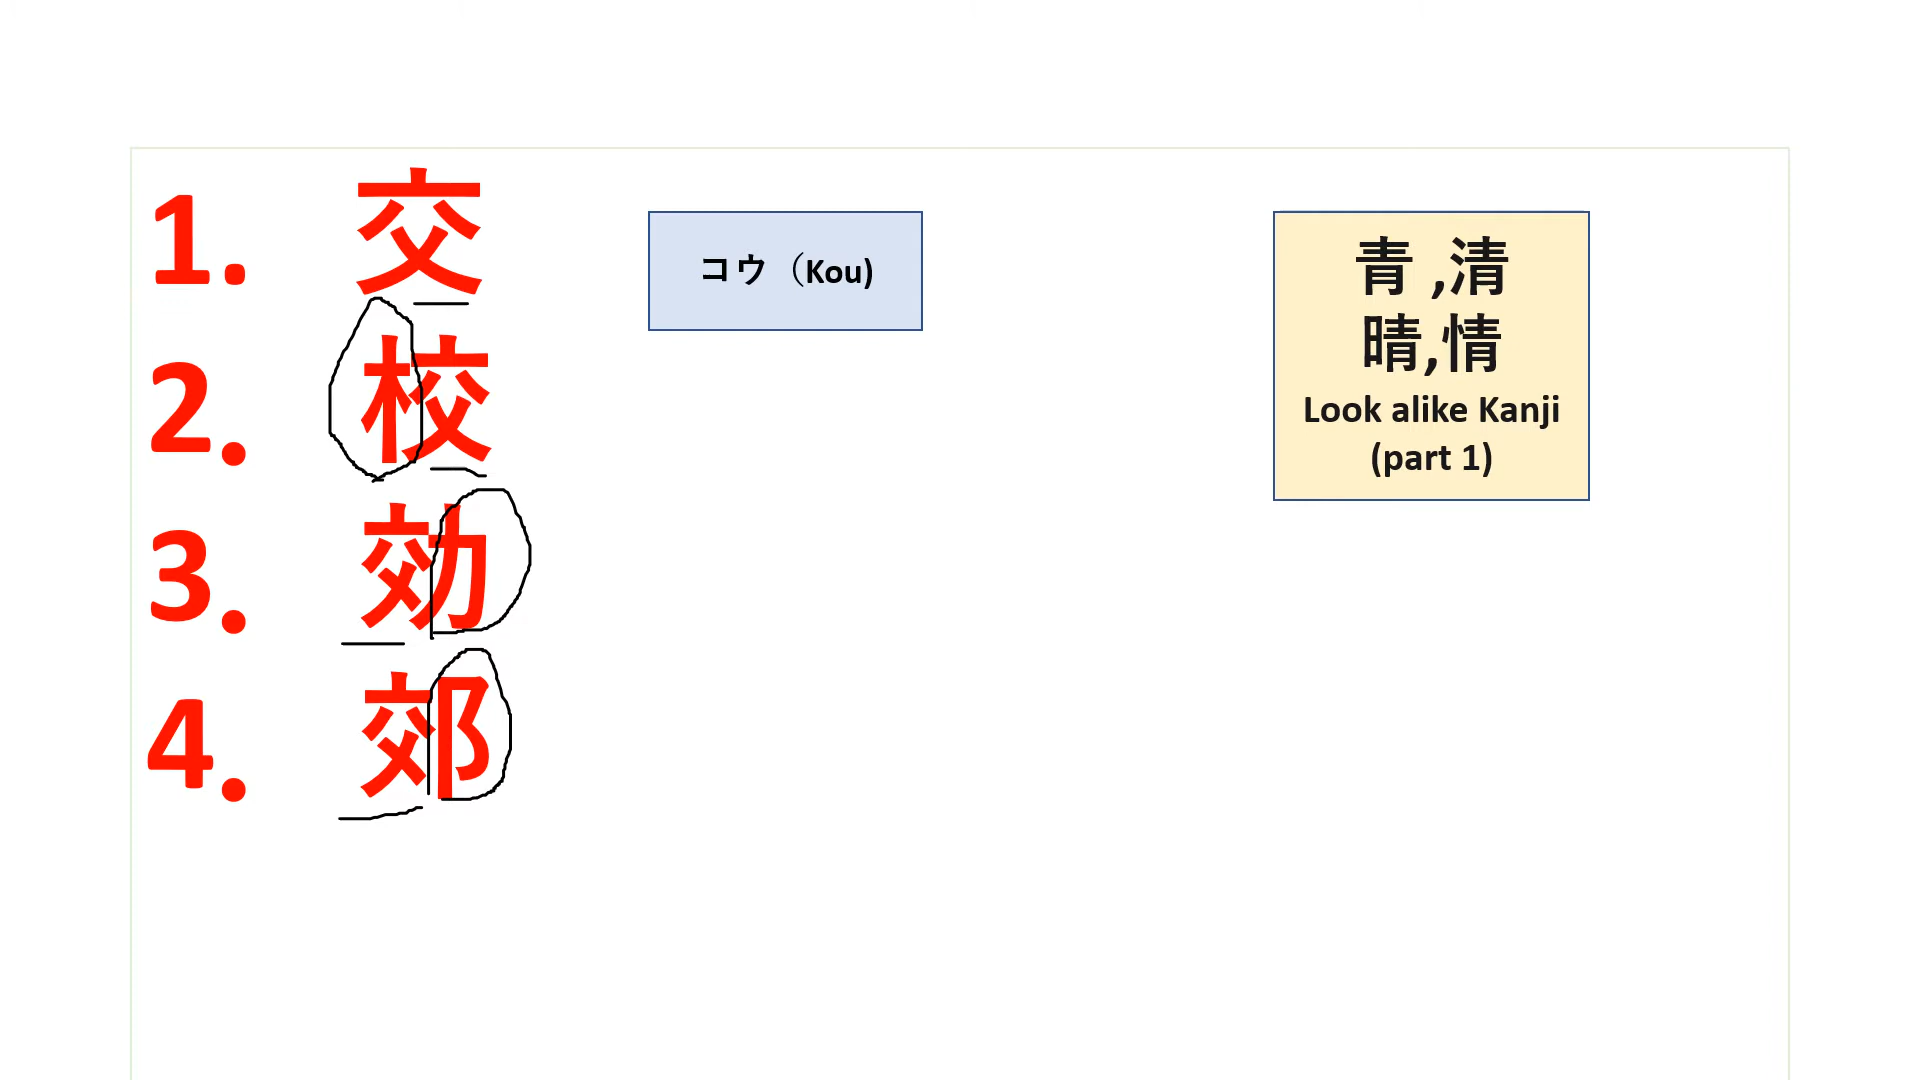 1. 交
2. 校
3. 効
4. 郊
コウ（Kou)
青 ,清
晴,情
Look alike Kanji
(part 1)